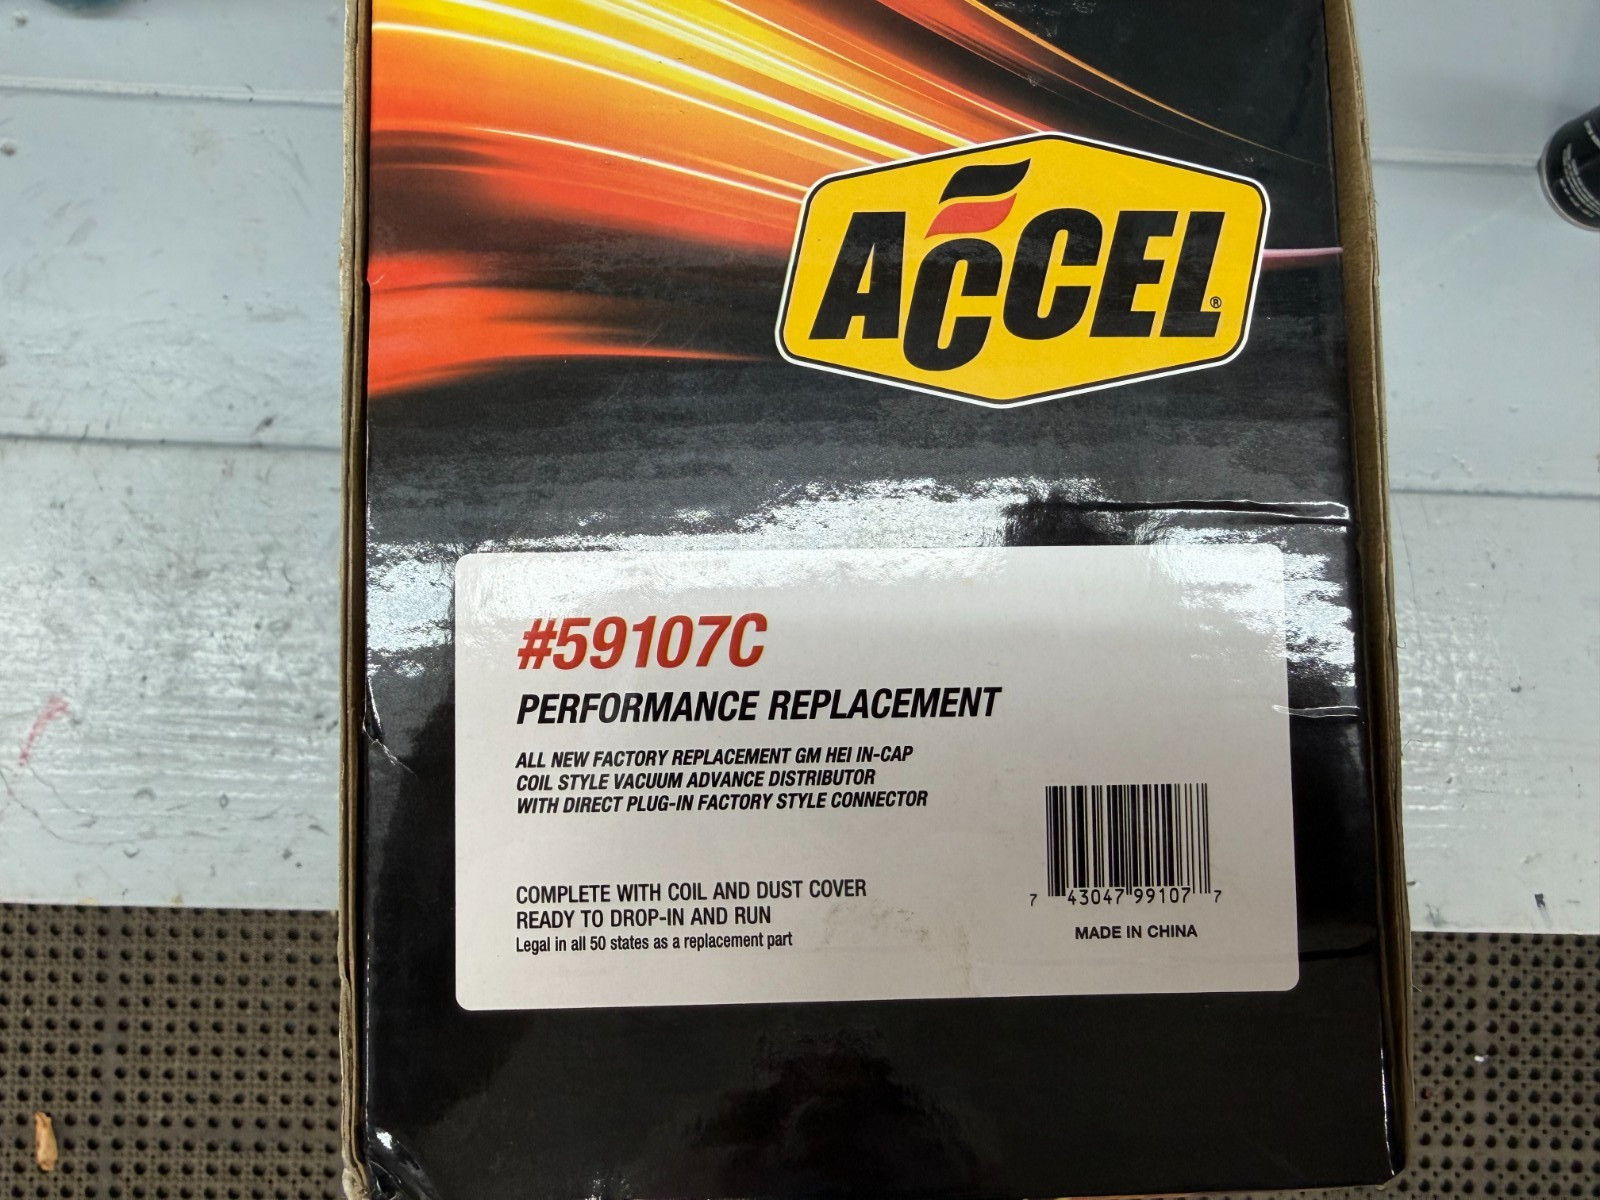 ACCEL®
#59107C
PERFORMANCE REPLACEMENT
ALL NEW FACTORY REPLACEMENT GM HEI IN-CAP
COIL STYLE VACUUM ADVANCE DISTRIBUTOR
WITH DIRECT PLUG-IN FACTORY STYLE CONNECTOR
COMPLETE WITH COIL AND DUST COVER
READY TO DROP-IN AND RUN
Legal in all 50 states as a replacement part
7 43047 99107 7
MADE IN CHINA